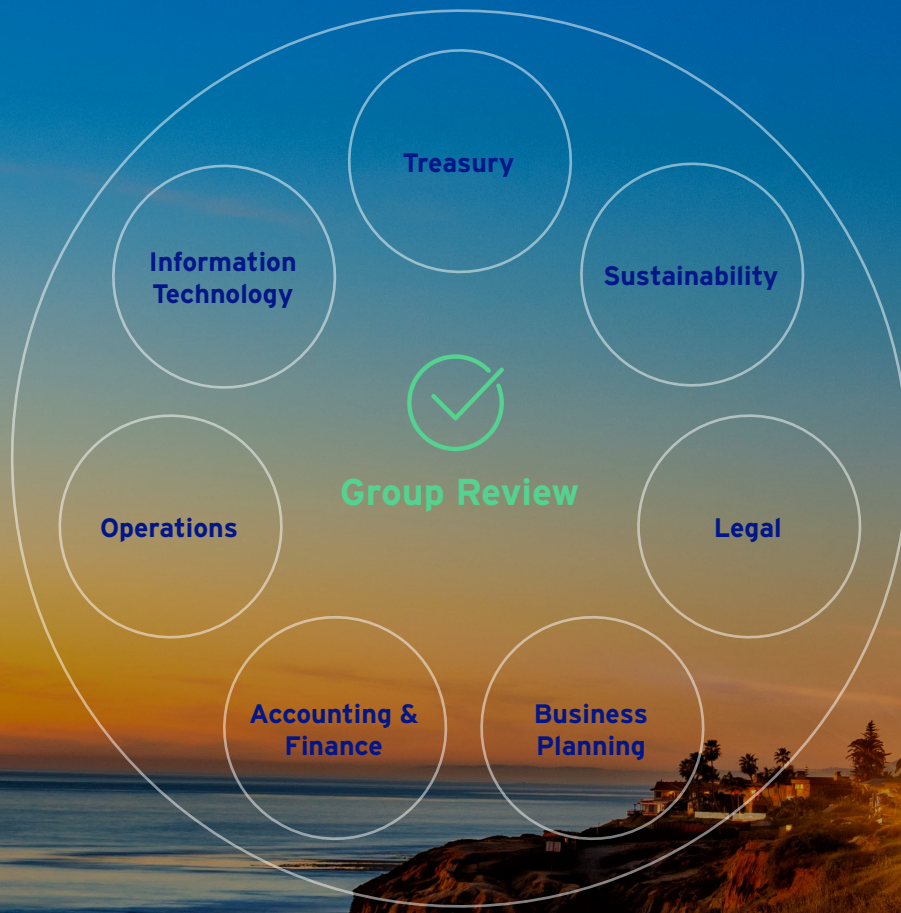 Treasury
Information
Technology
Sustainability
Group Review
Operations
Legal
Accounting &
Finance
Business
Planning